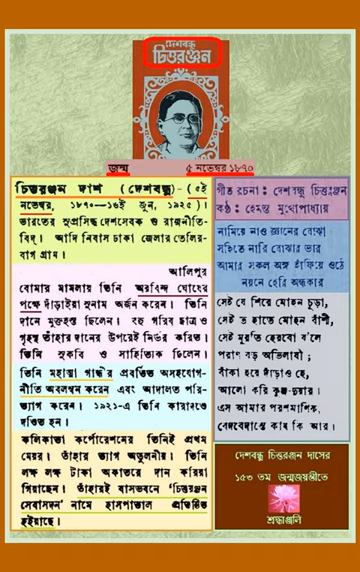 দেশবন্ধু
চিত্তরঞ্জন
জন্ম ৫ নভেম্বর ১৮৭০
চিত্তরঞ্জন দাশ (দেশবন্ধু)-(৫ই
নভেম্বর, ১৮৭০—১৬ই জুন, ১৯২৫)।
ভারতের সুপ্রসিদ্ধ দেশসেবক ও রাজনীতি-
বিদ্। আদি নিবাস ঢাকা জেলার তেলির-
বাগ গ্রাম।
আলিপুর
বোমার মামলায় তিনি অরবিন্দ ঘোষের
পক্ষে দাঁড়াইয়া সুনাম অর্জন করেন। তিনি
দানে মুক্তহস্ত ছিলেন। বহু গরিব ছাত্র ও
গৃহস্থ তাঁহার দানের উপরেই নির্ভর করিত।
তিনি সুকবি ও সাহিত্যিক ছিলেন।
তিনি মহাত্মা গান্ধীর প্রবর্তিত অসহযোগ-
নীতি অবলম্বন করেন এবং আদালত পরি-
ত্যাগ করেন। ১৯২১-এ তিনি কারাদণ্ডে
দণ্ডিত হন।
কলিকাতা কর্পোরেশনের তিনিই প্রথম
মেয়র। তাঁহার ত্যাগ অতুলনীয়। তিনি
লক্ষ লক্ষ টাকা অকাতরে দান করিয়া
গিয়াছেন। তাঁহারই বাসভবনে 'চিত্তরঞ্জন
সেবাসদন' নামে হাসপাতাল প্রতিষ্ঠিত
হইয়াছে।
গীত রচনা: দেশবন্ধু চিত্তরঞ্জন
কণ্ঠ: হেমন্ত মুখোপাধ্যায়
নামিয়ে নাও জ্ঞানের বোঝা
সহিতে নারি বোঝার ভার
আমার সকল অঙ্গ হাঁফিয়ে ওঠে
নয়নে হেরি অন্ধকার
সেই যে শিরে মোহন চূড়া,
সেই ত হাতে মোহন বাঁশী,
সেই মুরতি হেরবো ব'লে
পরাণ বড় অভিলাষী;
বাঁকা হয়ে দাঁড়াও হে,
আলো করি কুঞ্জ-দুয়ার।
এস আমার পরশমাণিক,
বেদবেদান্তে কাজ কি আর।
দেশবন্ধু চিত্তরঞ্জন দাসের
১৫৩ তম জন্মজয়ন্তীতে
শ্রদ্ধাঞ্জলি